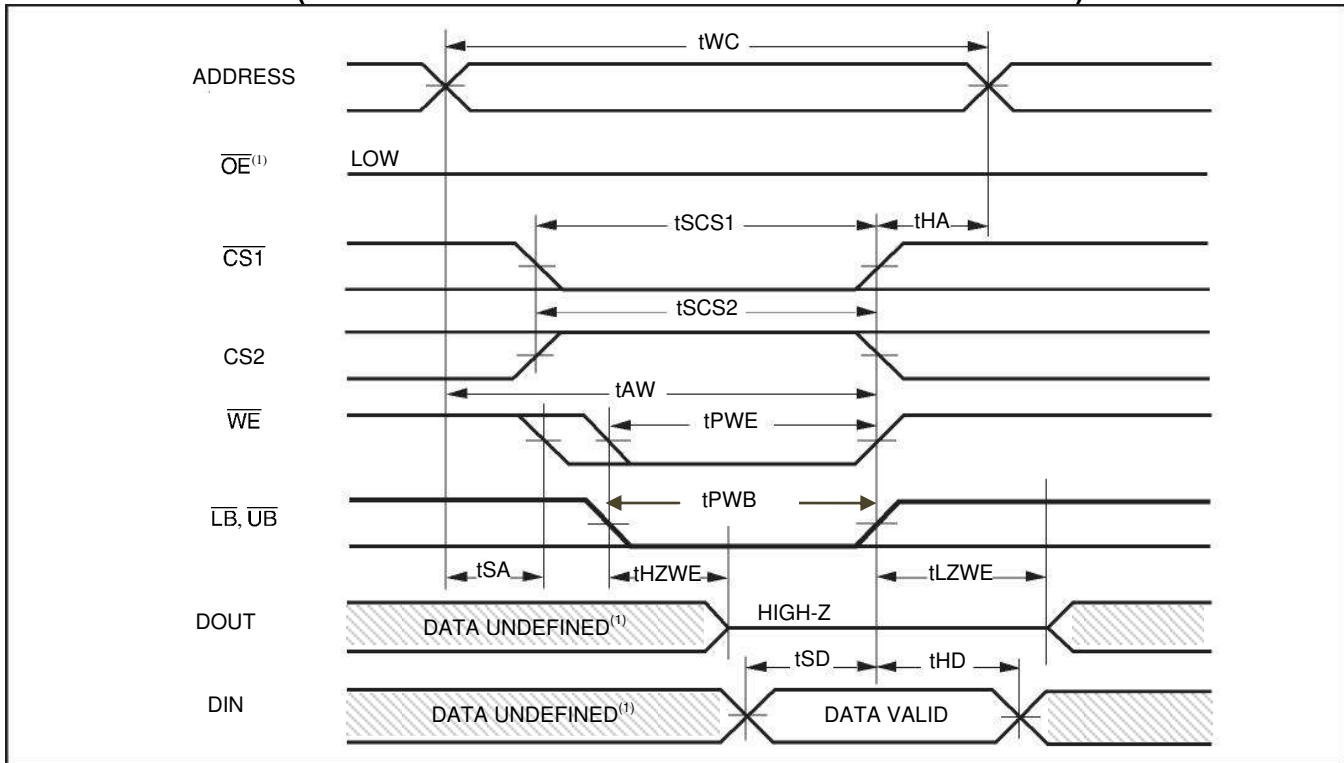 tWC
ADDRESS
OE(1)
LOW
tSCS1
tHA
CS1
tSCS2
CS2
tAW
WE
tPWE
LB, UB
tPWB
tSA
tHZWE
tLZWE
DOUT
DATA UNDEFINED(1)
HIGH-Z
tSD
tHD
DIN
DATA UNDEFINED(1)
DATA VALID